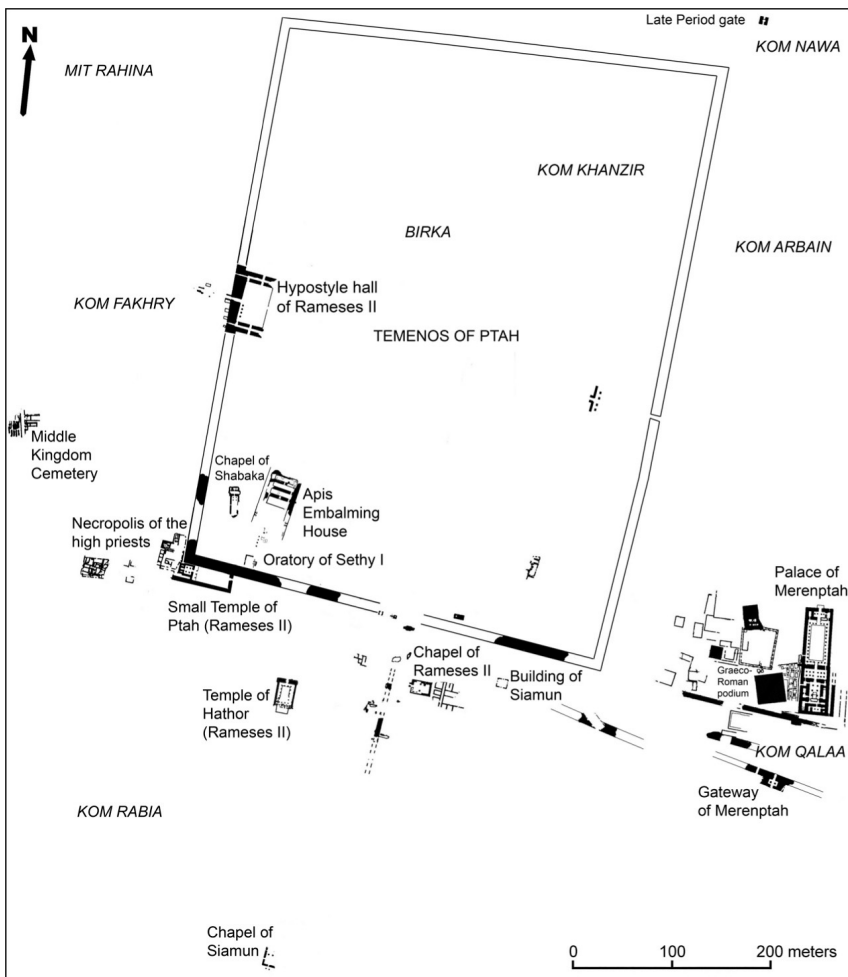 Late Period gate
N
KOM NAWA
MIT RAHINA
KOM KHANZIR
BIRKA
KOM ARBAIN
Hypostyle hall
of Rameses II
KOM FAKHRY
TEMENOS OF PTAH
Middle
Kingdom
Cemetery
Chapel of
Shabaka
Apis
Embalming
House
Necropolis of the
high priests
Oratory of Sethy I
Palace of
Merenptah
Small Temple of
Ptah (Rameses II)
Chapel of
Rameses II
Building of
Siamun
Graeco-
Roman
podium
Temple of
Hathor
(Rameses II)
KOM QALAA
Gateway
of Merenptah
KOM RABIA
Chapel of
Siamun
0 100 200 meters